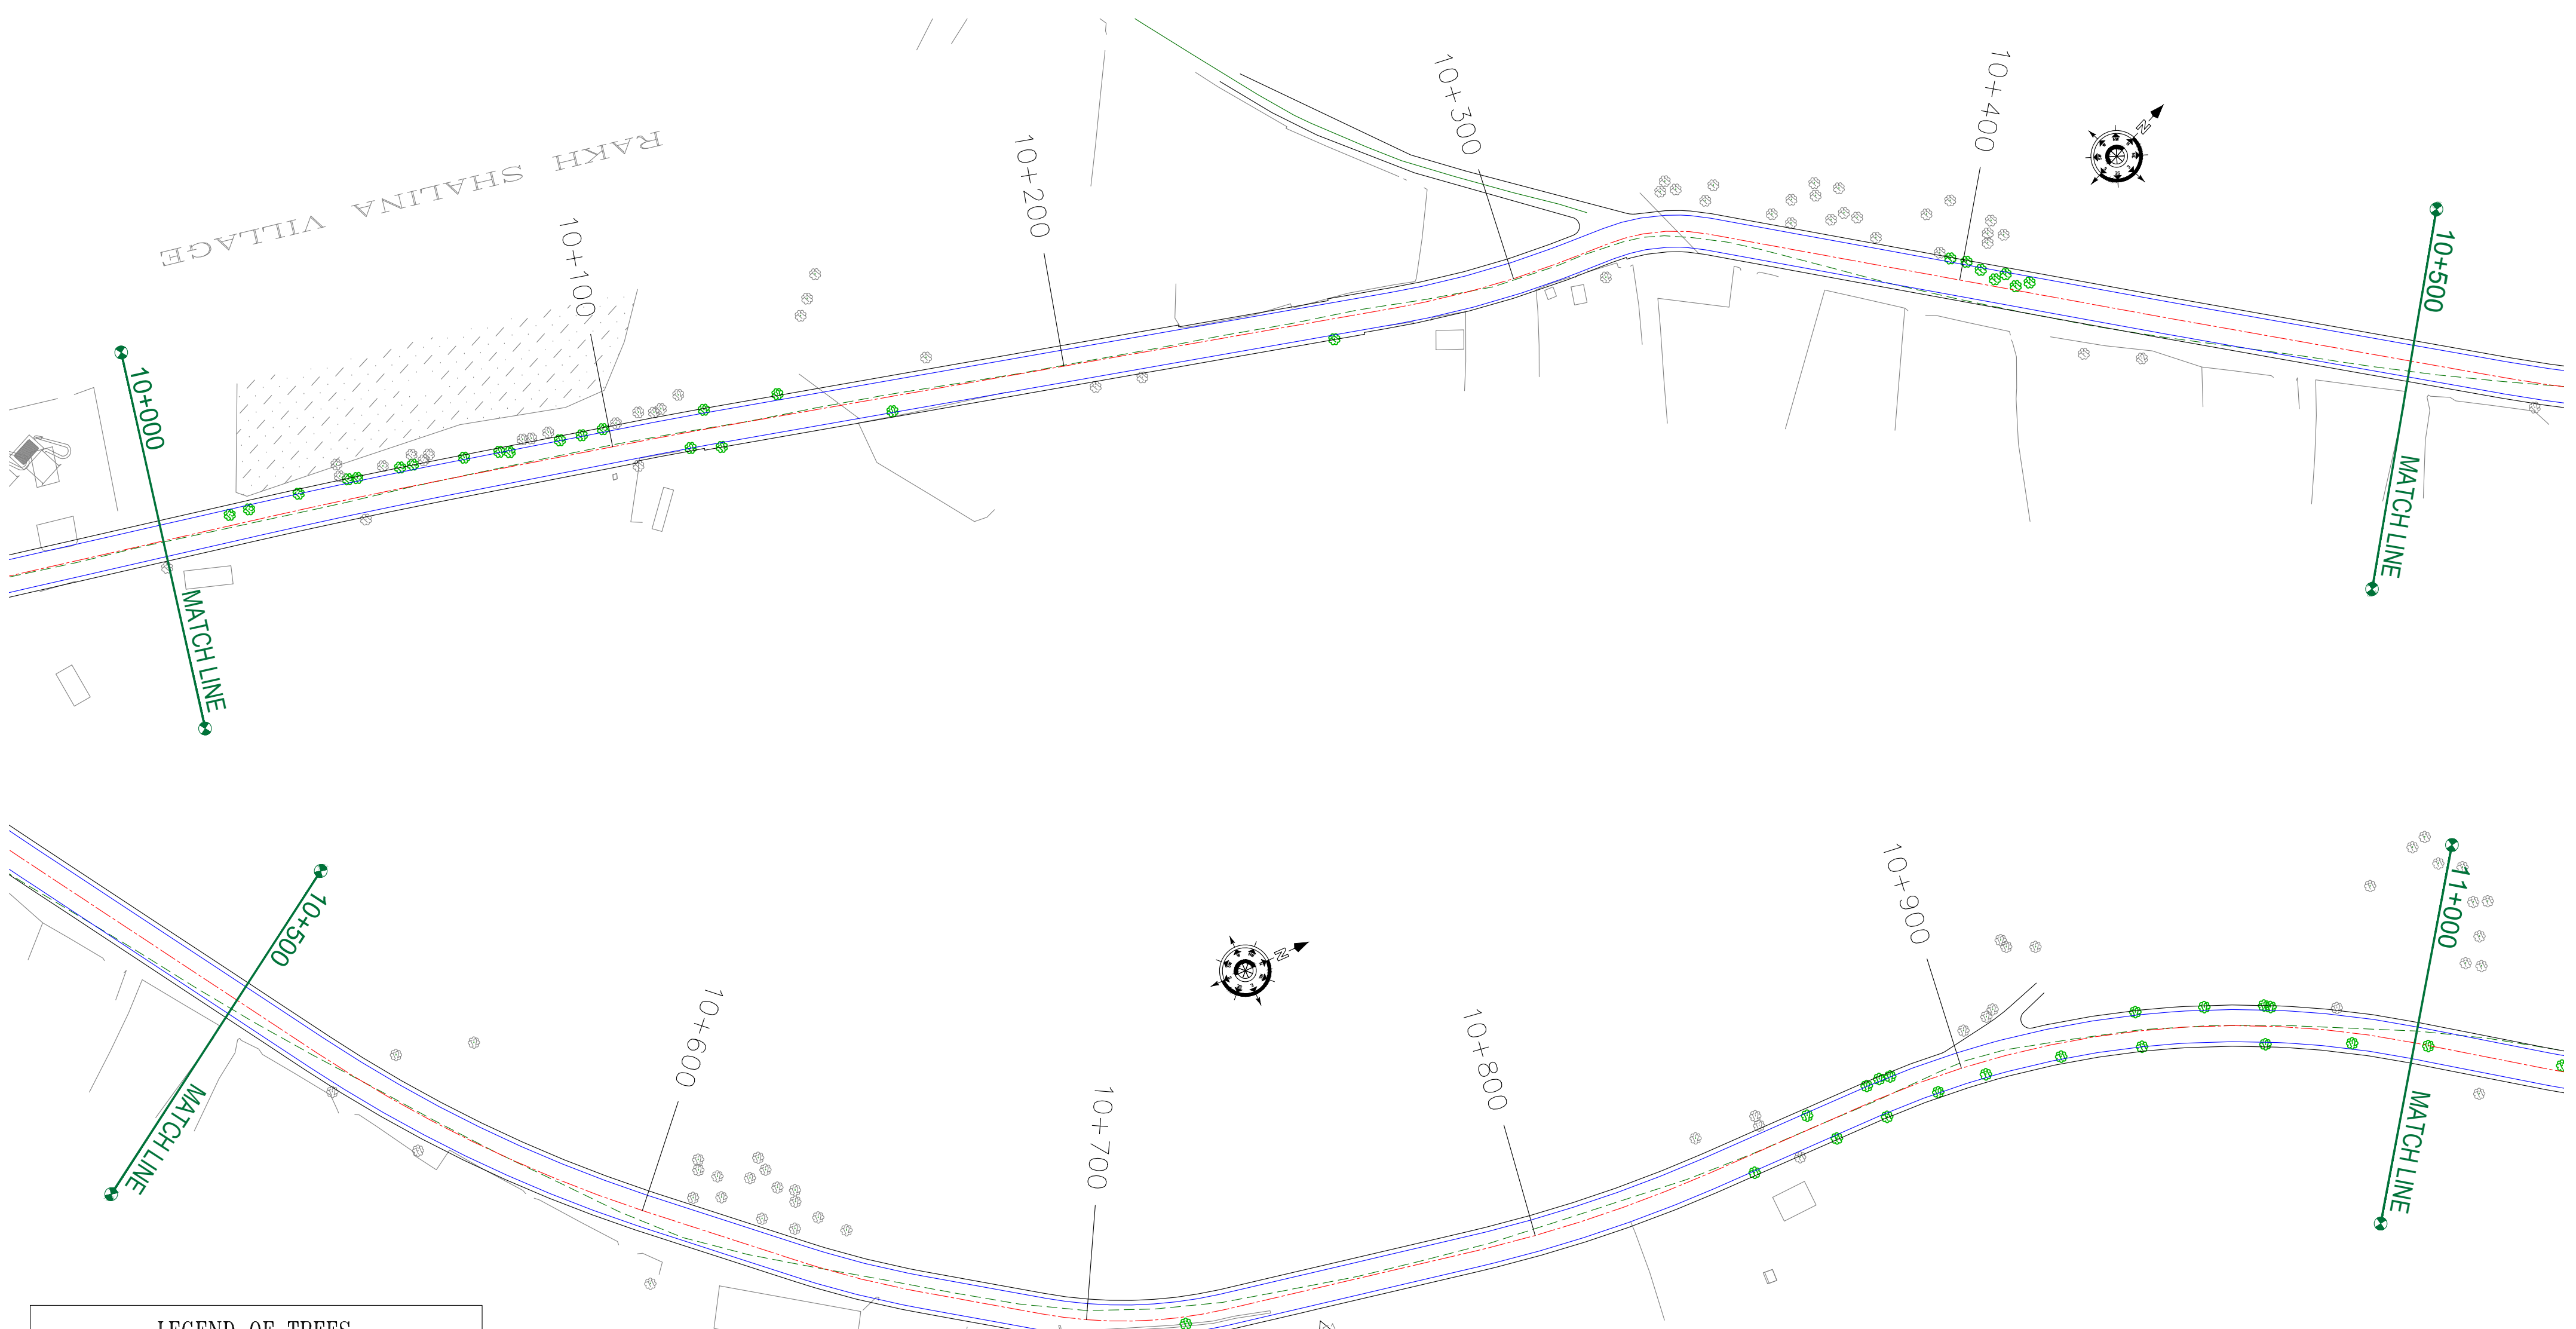 RAKH SHALINA VILLAGE
10+000
MATCH LINE
10+100
10+200
10+300
10+400
N
10+500
MATCH LINE
10+500
MATCH LINE
10+600
10+700
N
10+800
10+900
11+000
MATCH LINE
LEGEND OF TREES